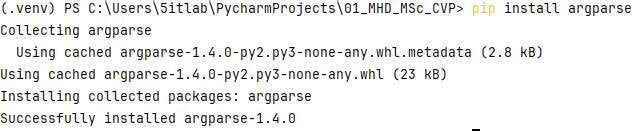 (.venv) PS C:\Users\5itlab\PycharmProjects\01_MHD_MSc_CVP> pip install argparse
Collecting argparse
  Using cached argparse-1.4.0-py2.py3-none-any.whl.metadata (2.8 kB)
Using cached argparse-1.4.0-py2.py3-none-any.whl (23 kB)
Installing collected packages: argparse
Successfully installed argparse-1.4.0